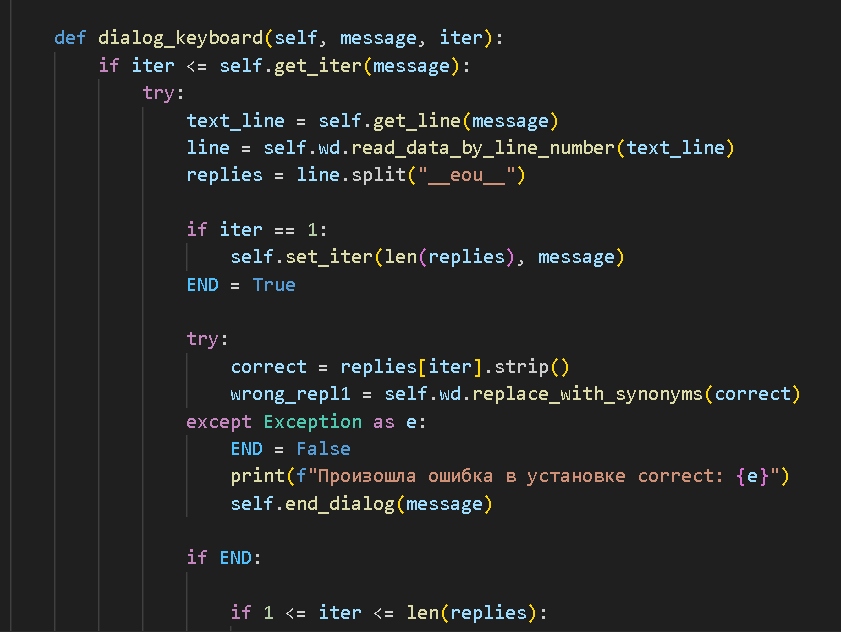 def dialog_keyboard(self, message, iter):
if iter <= self.get_iter(message):
try:
text_line = self.get_line(message)
line = self.wd.read_data_by_line_number(text_line)
replies = line.split("__eou__")
if iter == 1:
self.set_iter(len(replies), message)
END = True
try:
correct = replies[iter].strip()
wrong_repl1 = self.wd.replace_with_synonyms(correct)
except Exception as e:
END = False
print(f"Произошла ошибка в установке correct: {e}")
self.end_dialog(message)
if END:
if 1 <= iter <= len(replies):